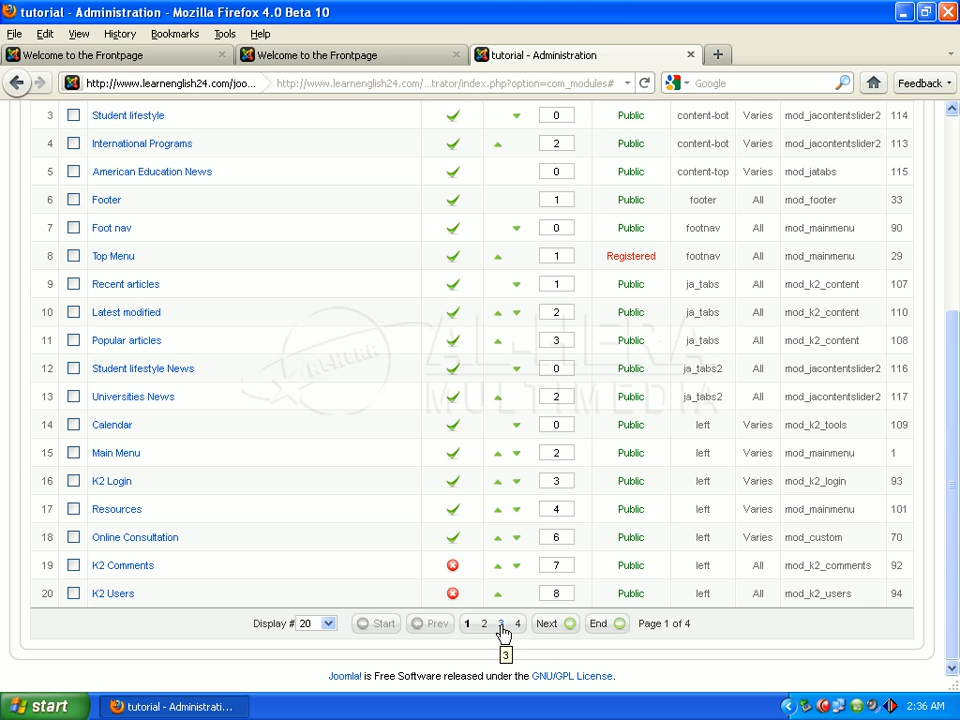 tutorial - Administration - Mozilla Firefox 4.0 Beta 10
File Edit View History Bookmarks Tools Help
Welcome to the Frontpage × Welcome to the Frontpage × tutorial - Administration × +
http://www.learnenglish24.com/joo... http://www.learnenglish24.com/...trator/index.php?option=com_modules# Google Feedback
3 Student lifestyle 0 Public content-bot Varies mod_jacontentslider2 114
4 International Programs 2 Public content-bot Varies mod_jacontentslider2 113
5 American Education News 0 Public content-top Varies mod_jatabs 115
6 Footer 1 Public footer All mod_footer 33
7 Foot nav 0 Public footnav All mod_mainmenu 90
8 Top Menu 1 Registered footnav All mod_mainmenu 29
9 Recent articles 1 Public ja_tabs All mod_k2_content 107
10 Latest modified 2 Public ja_tabs All mod_k2_content 110
11 Popular articles 3 Public ja_tabs All mod_k2_content 108
12 Student lifestyle News 0 Public ja_tabs2 All mod_jacontentslider2 116
13 Universities News 2 Public ja_tabs2 All mod_jacontentslider2 117
14 Calendar 0 Public left Varies mod_k2_tools 109
15 Main Menu 2 Public left Varies mod_mainmenu 1
16 K2 Login 3 Public left Varies mod_k2_login 93
17 Resources 4 Public left Varies mod_mainmenu 101
18 Online Consultation 6 Public left Varies mod_custom 70
19 K2 Comments 7 Public left All mod_k2_comments 92
20 K2 Users 8 Public left Varies mod_k2_users 94
AL-HERA
AL-HERA
MULTIMEDIA
Display # 20 Start Prev 1 2 3 4 Next End Page 1 of 4
3
Joomla! is Free Software released under the GNU/GPL License.
start tutorial - Administrati... 2:36 AM